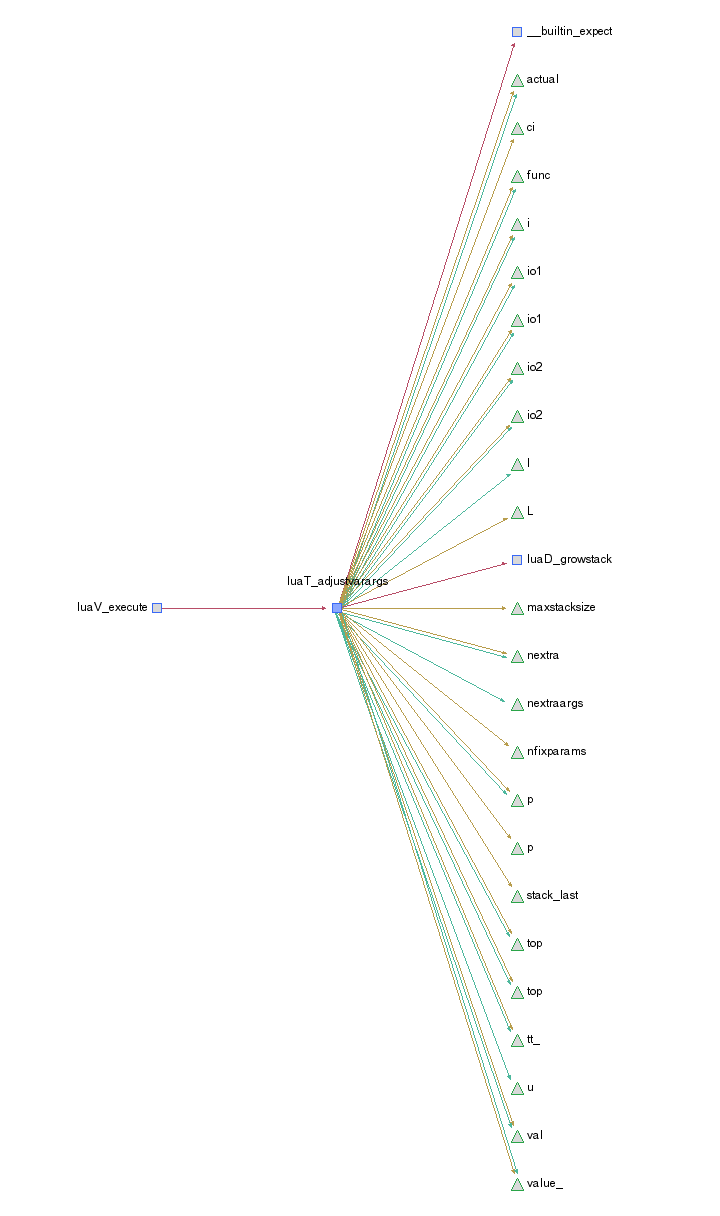 __builtin_expect
actual
ci
func
i
io1
io1
io2
io2
l
L
luaD_growstack
luaT_adjustvarargs
luaV_execute
maxstacksize
nextra
nextraargs
nfixparams
p
p
stack_last
top
top
tt_
u
val
value_